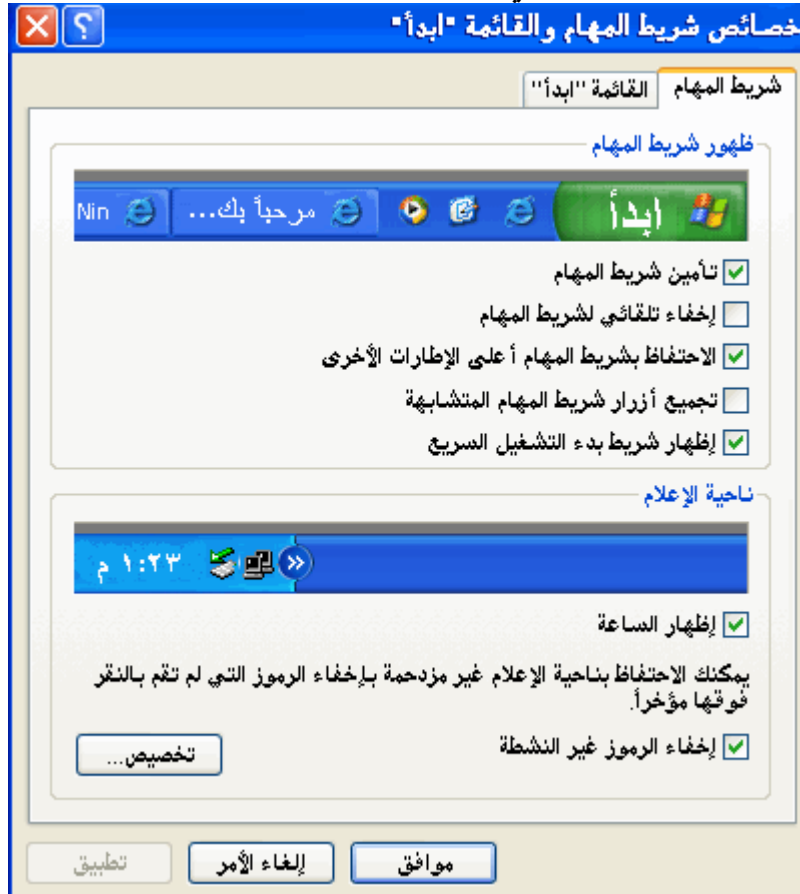 خصائص شريط المهام والقائمة "ابدأ"
شريط المهام
القائمة "ابدأ"
ظهور شريط المهام
ابدأ
مرحباً بك...
Nin
تأمين شريط المهام
إخفاء تلقائي لشريط المهام
الاحتفاظ بشريط المهام أعلى الإطارات الأخرى
تجميع أزرار شريط المهام المتشابهة
إظهار شريط بدء التشغيل السريع
ناحية الإعلام
١:٢٣ م
إظهار الساعة
يمكنك الاحتفاظ بناحية الإعلام غير مزدحمة بإخفاء الرموز التي لم تقم بالنقر
فوقها مؤخراً.
إخفاء الرموز غير النشطة
تخصيص...
موافق
إلغاء الأمر
تطبيق